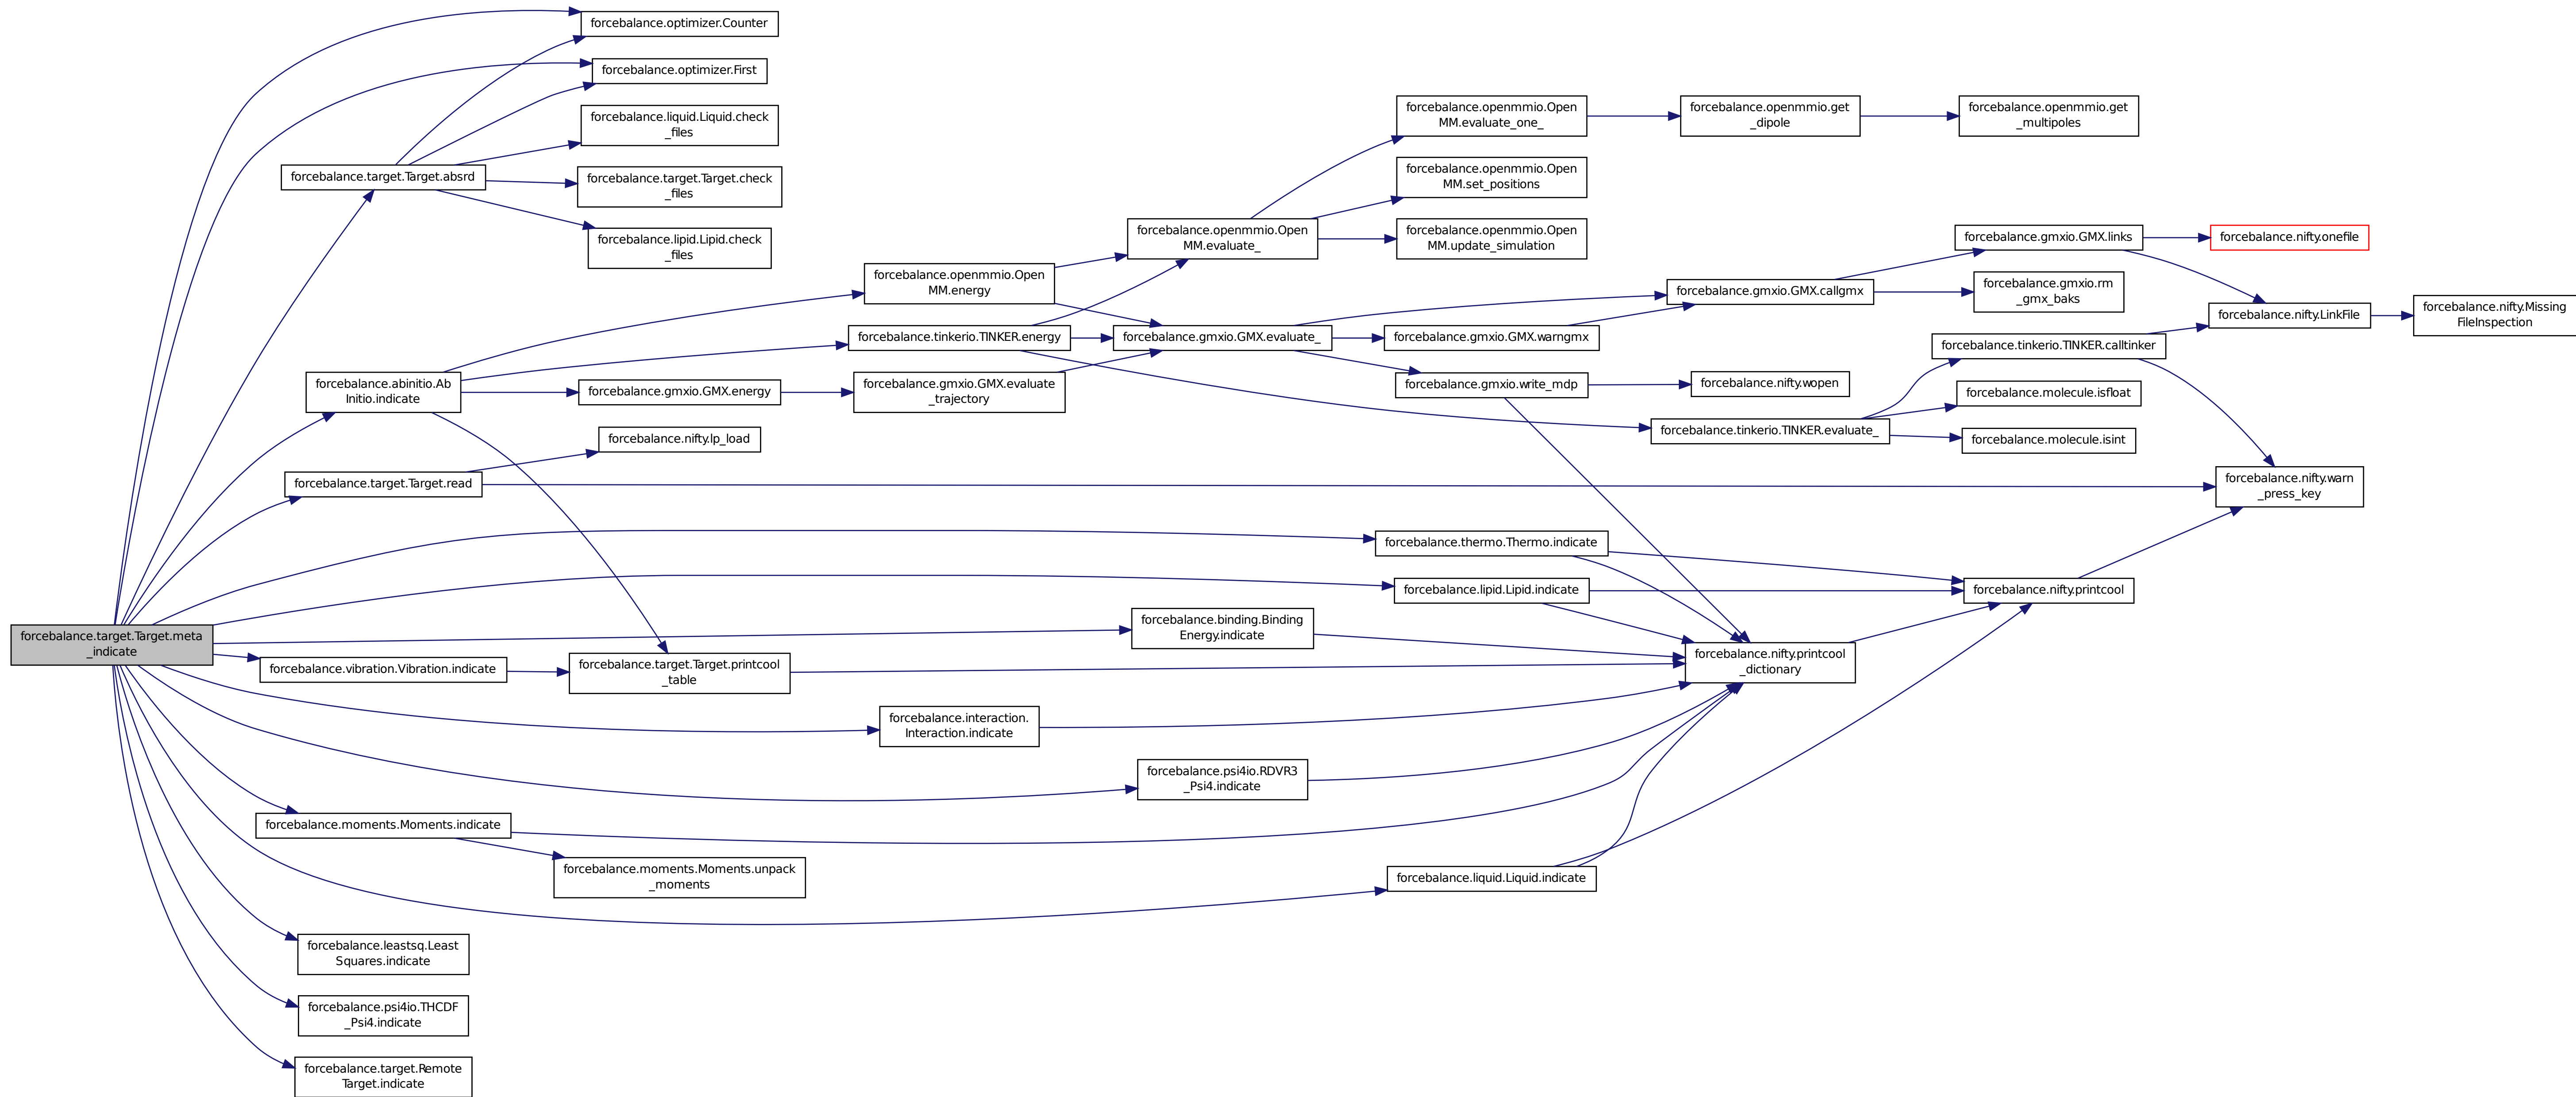 forcebalance.optimizer.Counter
forcebalance.optimizer.First
forcebalance.liquid.Liquid.check
_files
forcebalance.target.Target.absrd
forcebalance.target.Target.check
_files
forcebalance.lipid.Lipid.check
_files
forcebalance.openmmio.Open
MM.evaluate_one_
forcebalance.openmmio.get
_dipole
forcebalance.openmmio.get
_multipoles
forcebalance.openmmio.Open
MM.set_positions
forcebalance.openmmio.Open
MM.evaluate_
forcebalance.openmmio.Open
MM.update_simulation
forcebalance.gmxio.GMX.links
forcebalance.nifty.onefile
forcebalance.openmmio.Open
MM.energy
forcebalance.gmxio.GMX.callgmx
forcebalance.gmxio.rm
_gmx_baks
forcebalance.nifty.LinkFile
forcebalance.nifty.Missing
FileInspection
forcebalance.tinkerio.TINKER.energy
forcebalance.gmxio.GMX.evaluate_
forcebalance.gmxio.GMX.warngmx
forcebalance.tinkerio.TINKER.calltinker
forcebalance.abinitio.Ab
Initio.indicate
forcebalance.gmxio.GMX.energy
forcebalance.gmxio.GMX.evaluate
_trajectory
forcebalance.gmxio.write_mdp
forcebalance.nifty.wopen
forcebalance.molecule.isfloat
forcebalance.nifty.lp_load
forcebalance.tinkerio.TINKER.evaluate_
forcebalance.molecule.isint
forcebalance.target.Target.read
forcebalance.nifty.warn
_press_key
forcebalance.thermo.Thermo.indicate
forcebalance.lipid.Lipid.indicate
forcebalance.nifty.printcool
forcebalance.target.Target.meta
_indicate
forcebalance.binding.Binding
Energy.indicate
forcebalance.vibration.Vibration.indicate
forcebalance.target.Target.printcool
_table
forcebalance.nifty.printcool
_dictionary
forcebalance.interaction.
Interaction.indicate
forcebalance.psi4io.RDVR3
_Psi4.indicate
forcebalance.moments.Moments.indicate
forcebalance.moments.Moments.unpack
_moments
forcebalance.liquid.Liquid.indicate
forcebalance.leastsq.Least
Squares.indicate
forcebalance.psi4io.THCDF
_Psi4.indicate
forcebalance.target.Remote
Target.indicate